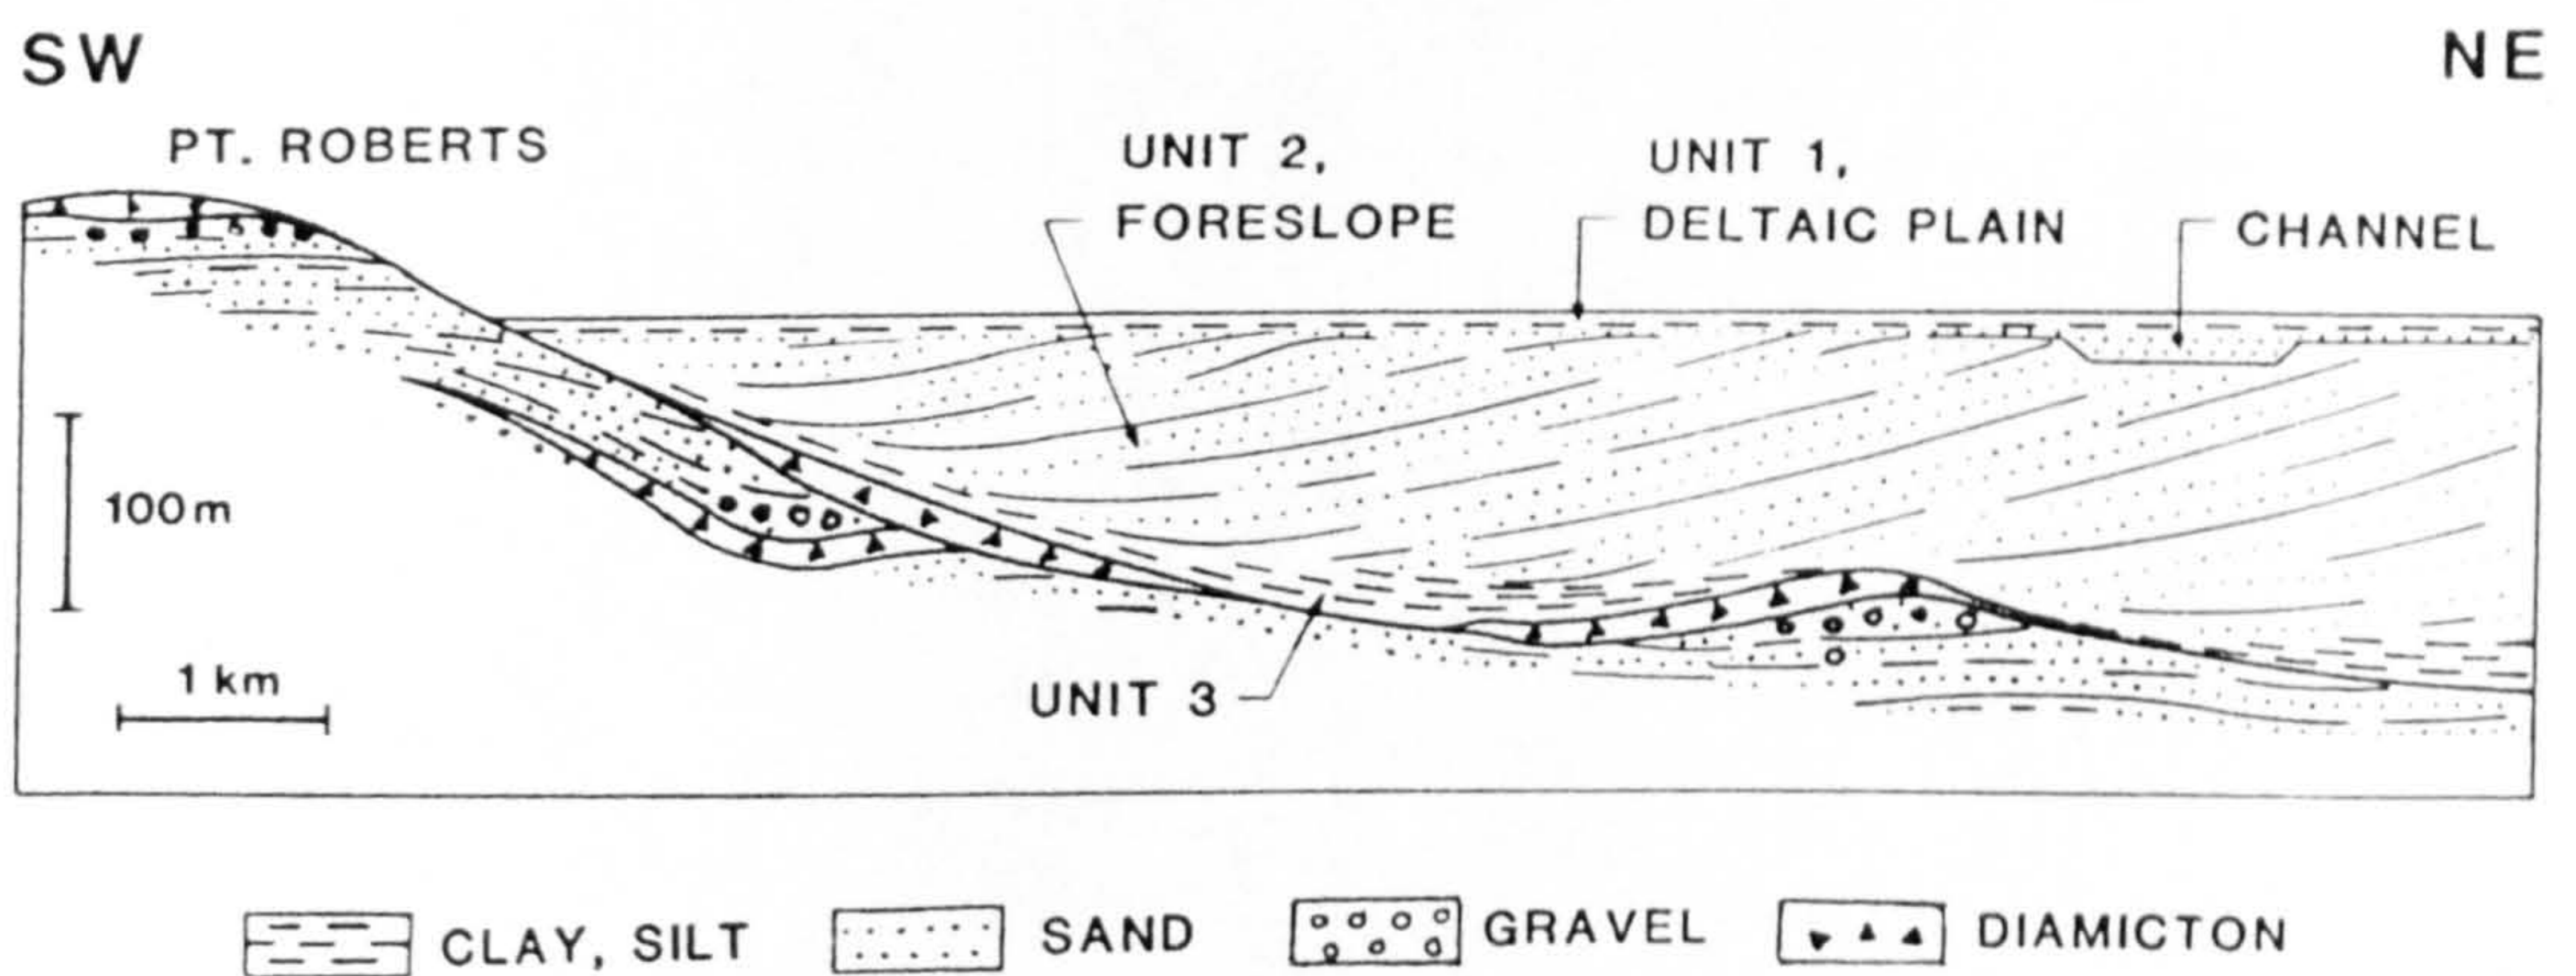 SW
NE
PT. ROBERTS
UNIT 2,
FORESLOPE
UNIT 1,
DELTAIC PLAIN
CHANNEL
100m
1 km
UNIT 3
CLAY, SILT
SAND
GRAVEL
DIAMICTON